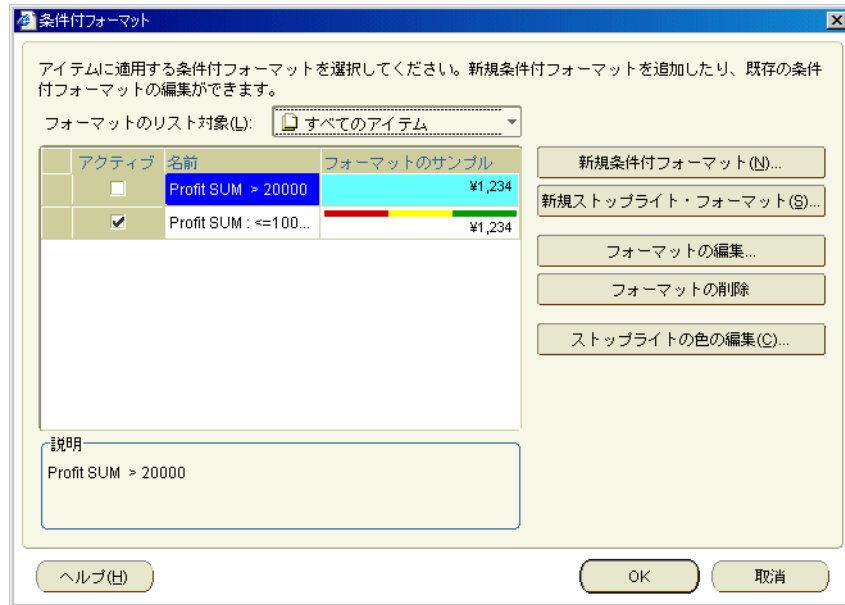 条件付フォーマット
アイテムに適用する条件付フォーマットを選択してください。新規条件付フォーマットを追加したり、既存の条件
付フォーマットの編集ができます。
フォーマットのリスト対象(L): すべてのアイテム
アクティブ 名前 フォーマットのサンプル
Profit SUM > 20000 ¥1,234
Profit SUM : <=100... ¥1,234
新規条件付フォーマット(N)...
新規ストップライト・フォーマット(S)...
フォーマットの編集...
フォーマットの削除
ストップライトの色の編集(C)...
説明
Profit SUM > 20000
ヘルプ(H) OK 取消